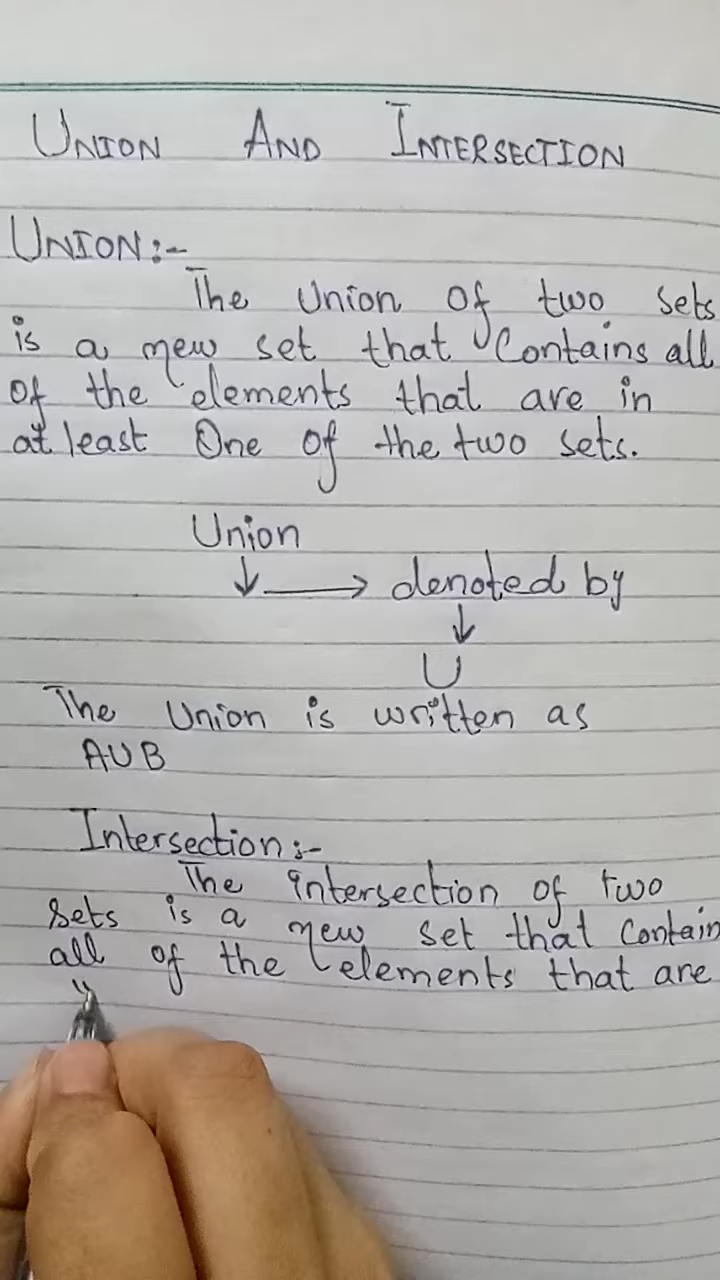 UNION AND INTERSECTION
UNION:-
The Union Of two sets
is a new set that Contains all
of the elements that are in
at least One of the two sets.
Union
↓ → denoted by
↓
U
The Union is written as
AUB
Intersection:-
The intersection of two
sets is a new set that Contain
all of the elements that are